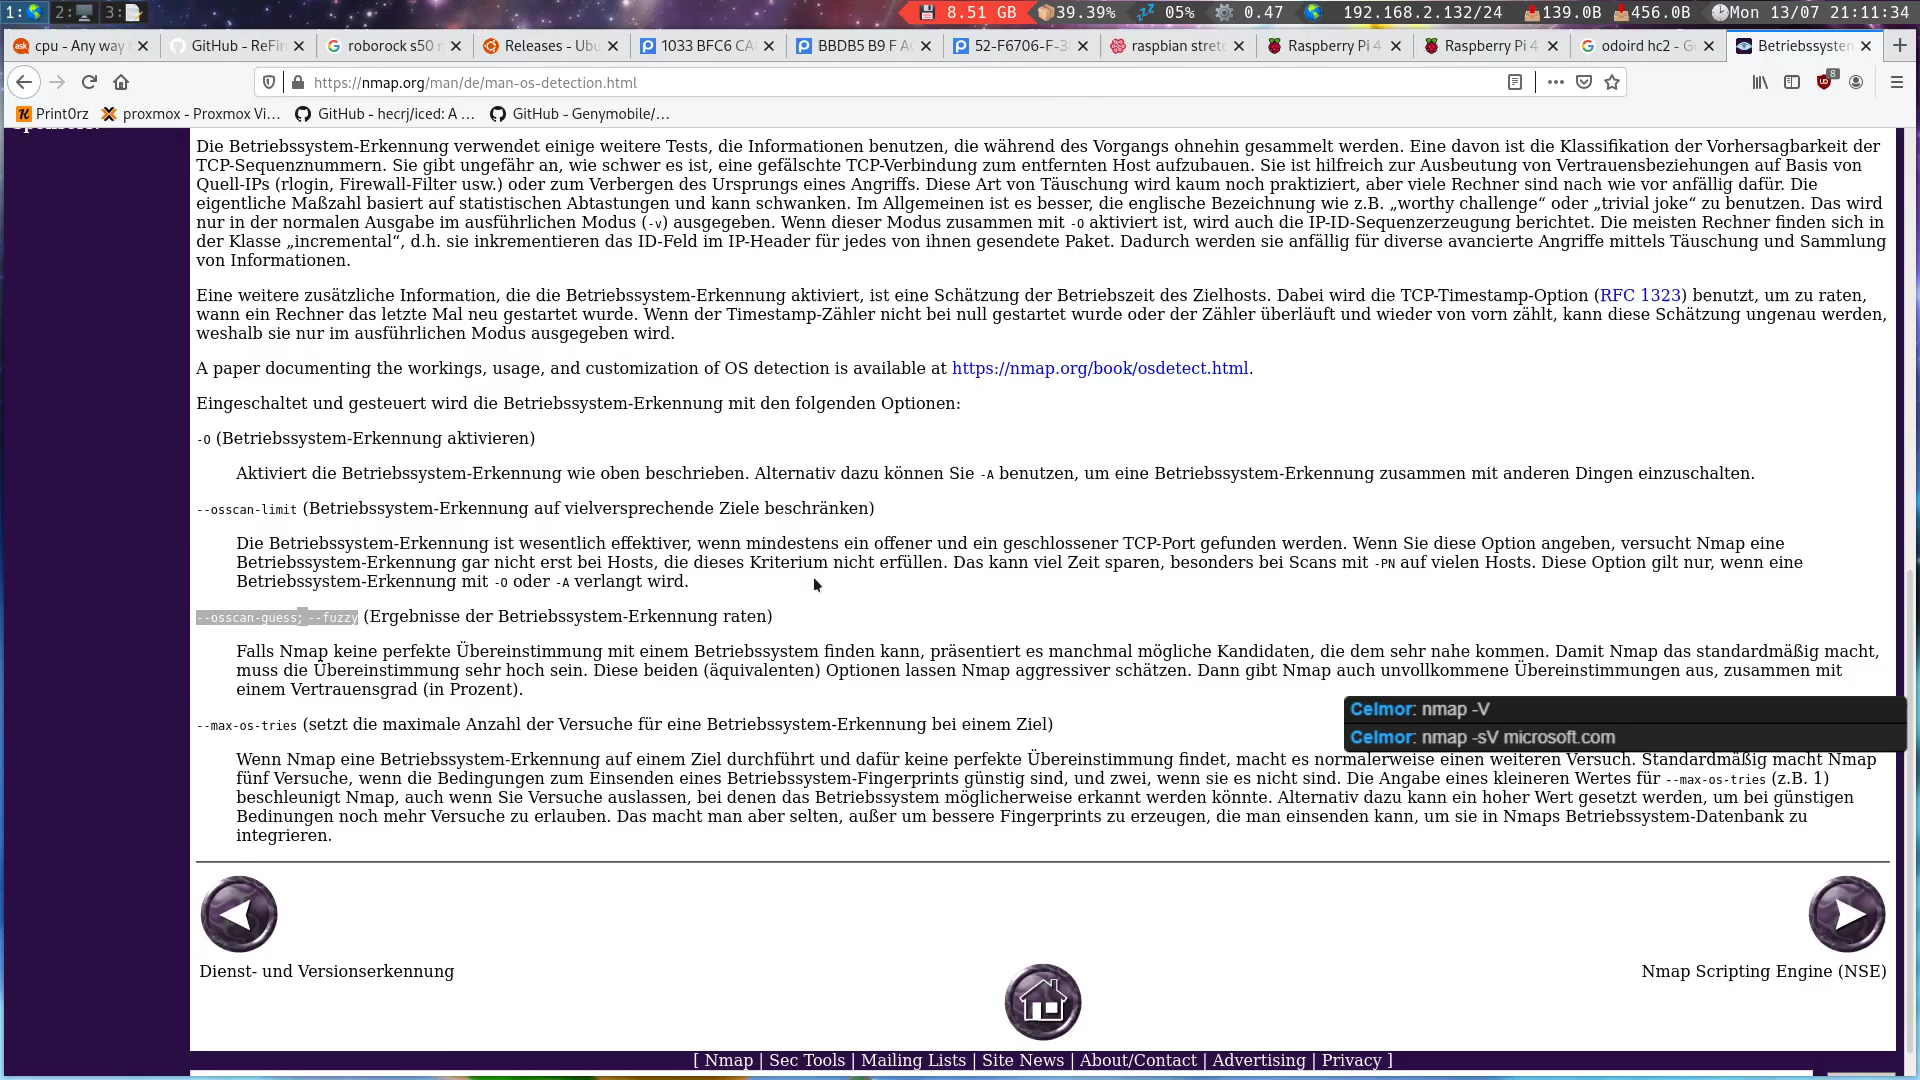 1: 2: 3: 8.51 GB 39.39% 05% 0.47 192.168.2.132/24 139.0B 456.0B Mon 13/07 21:11:34
cpu - Any way GitHub - ReFir roborock s50 r Releases - Ubu 1033 BFC6 CA BBDB5 B9 F A 52-F6706-F-3 raspbian stret Raspberry Pi 4 Raspberry Pi 4 odoird hc2 - G Betriebssystem
https://nmap.org/man/de/man-os-detection.html 8
Print0rz proxmox - Proxmox Vi... GitHub - hecrj/iced: A ... GitHub - Genymobile/...
Die Betriebssystem-Erkennung verwendet einige weitere Tests, die Informationen benutzen, die während des Vorgangs ohnehin gesammelt werden. Eine davon ist die Klassifikation der Vorhersagbarkeit der
TCP-Sequenznummern. Sie gibt ungefähr an, wie schwer es ist, eine gefälschte TCP-Verbindung zum entfernten Host aufzubauen. Sie ist hilfreich zur Ausbeutung von Vertrauensbeziehungen auf Basis von
Quell-IPs (rlogin, Firewall-Filter usw.) oder zum Verbergen des Ursprungs eines Angriffs. Diese Art von Täuschung wird kaum noch praktiziert, aber viele Rechner sind nach wie vor anfällig dafür. Die
eigentliche Maßzahl basiert auf statistischen Abtastungen und kann schwanken. Im Allgemeinen ist es besser, die englische Bezeichnung wie z.B. „worthy challenge“ oder „trivial joke“ zu benutzen. Das wird
nur in der normalen Ausgabe im ausführlichen Modus (-v) ausgegeben. Wenn dieser Modus zusammen mit -O aktiviert ist, wird auch die IP-ID-Sequenzerzeugung berichtet. Die meisten Rechner finden sich in
der Klasse „incremental“, d.h. sie inkrementieren das ID-Feld im IP-Header für jedes von ihnen gesendete Paket. Dadurch werden sie anfällig für diverse avancierte Angriffe mittels Täuschung und Sammlung
von Informationen.
Eine weitere zusätzliche Information, die die Betriebssystem-Erkennung aktiviert, ist eine Schätzung der Betriebszeit des Zielhosts. Dabei wird die TCP-Timestamp-Option (RFC 1323) benutzt, um zu raten,
wann ein Rechner das letzte Mal neu gestartet wurde. Wenn der Timestamp-Zähler nicht bei null gestartet wurde oder der Zähler überläuft und wieder von vorn zählt, kann diese Schätzung ungenau werden,
weshalb sie nur im ausführlichen Modus ausgegeben wird.
A paper documenting the workings, usage, and customization of OS detection is available at https://nmap.org/book/osdetect.html.
Eingeschaltet und gesteuert wird die Betriebssystem-Erkennung mit den folgenden Optionen:
-O (Betriebssystem-Erkennung aktivieren)
Aktiviert die Betriebssystem-Erkennung wie oben beschrieben. Alternativ dazu können Sie -A benutzen, um eine Betriebssystem-Erkennung zusammen mit anderen Dingen einzuschalten.
--osscan-limit (Betriebssystem-Erkennung auf vielversprechende Ziele beschränken)
Die Betriebssystem-Erkennung ist wesentlich effektiver, wenn mindestens ein offener und ein geschlossener TCP-Port gefunden werden. Wenn Sie diese Option angeben, versucht Nmap eine
Betriebssystem-Erkennung gar nicht erst bei Hosts, die dieses Kriterium nicht erfüllen. Das kann viel Zeit sparen, besonders bei Scans mit -PN auf vielen Hosts. Diese Option gilt nur, wenn eine
Betriebssystem-Erkennung mit -O oder -A verlangt wird.
--osscan-guess; --fuzzy (Ergebnisse der Betriebssystem-Erkennung raten)
Falls Nmap keine perfekte Übereinstimmung mit einem Betriebssystem finden kann, präsentiert es manchmal mögliche Kandidaten, die dem sehr nahe kommen. Damit Nmap das standardmäßig macht,
muss die Übereinstimmung sehr hoch sein. Diese beiden (äquivalenten) Optionen lassen Nmap aggressiver schätzen. Dann gibt Nmap auch unvollkommene Übereinstimmungen aus, zusammen mit
einem Vertrauensgrad (in Prozent).
Celmor: nmap -V
--max-os-tries (setzt die maximale Anzahl der Versuche für eine Betriebssystem-Erkennung bei einem Ziel)
Celmor: nmap -sV microsoft.com
Wenn Nmap eine Betriebssystem-Erkennung auf einem Ziel durchführt und dafür keine perfekte Übereinstimmung findet, macht es normalerweise einen weiteren Versuch. Standardmäßig macht Nmap
fünf Versuche, wenn die Bedingungen zum Einsenden eines Betriebssystem-Fingerprints günstig sind, und zwei, wenn sie es nicht sind. Die Angabe eines kleineren Wertes für --max-os-tries (z.B. 1)
beschleunigt Nmap, auch wenn Sie Versuche auslassen, bei denen das Betriebssystem möglicherweise erkannt werden könnte. Alternativ dazu kann ein hoher Wert gesetzt werden, um bei günstigen
Bedinungen noch mehr Versuche zu erlauben. Das macht man aber selten, außer um bessere Fingerprints zu erzeugen, die man einsenden kann, um sie in Nmaps Betriebssystem-Datenbank zu
integrieren.
Dienst- und Versionserkennung
Nmap Scripting Engine (NSE)
[ Nmap | Sec Tools | Mailing Lists | Site News | About/Contact | Advertising | Privacy ]